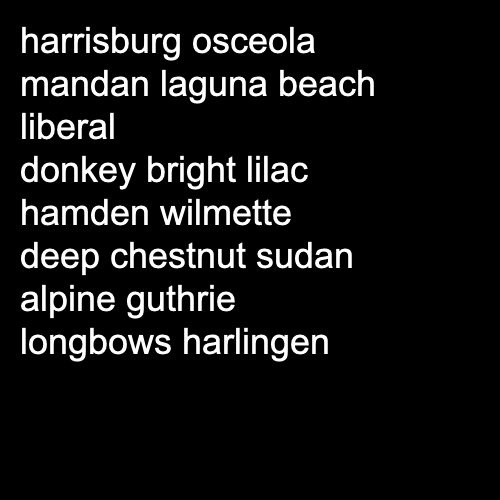 harrisburg osceola
mandan laguna beach
liberal
donkey bright lilac
hamden wilmette
deep chestnut sudan
alpine guthrie
longbows harlingen